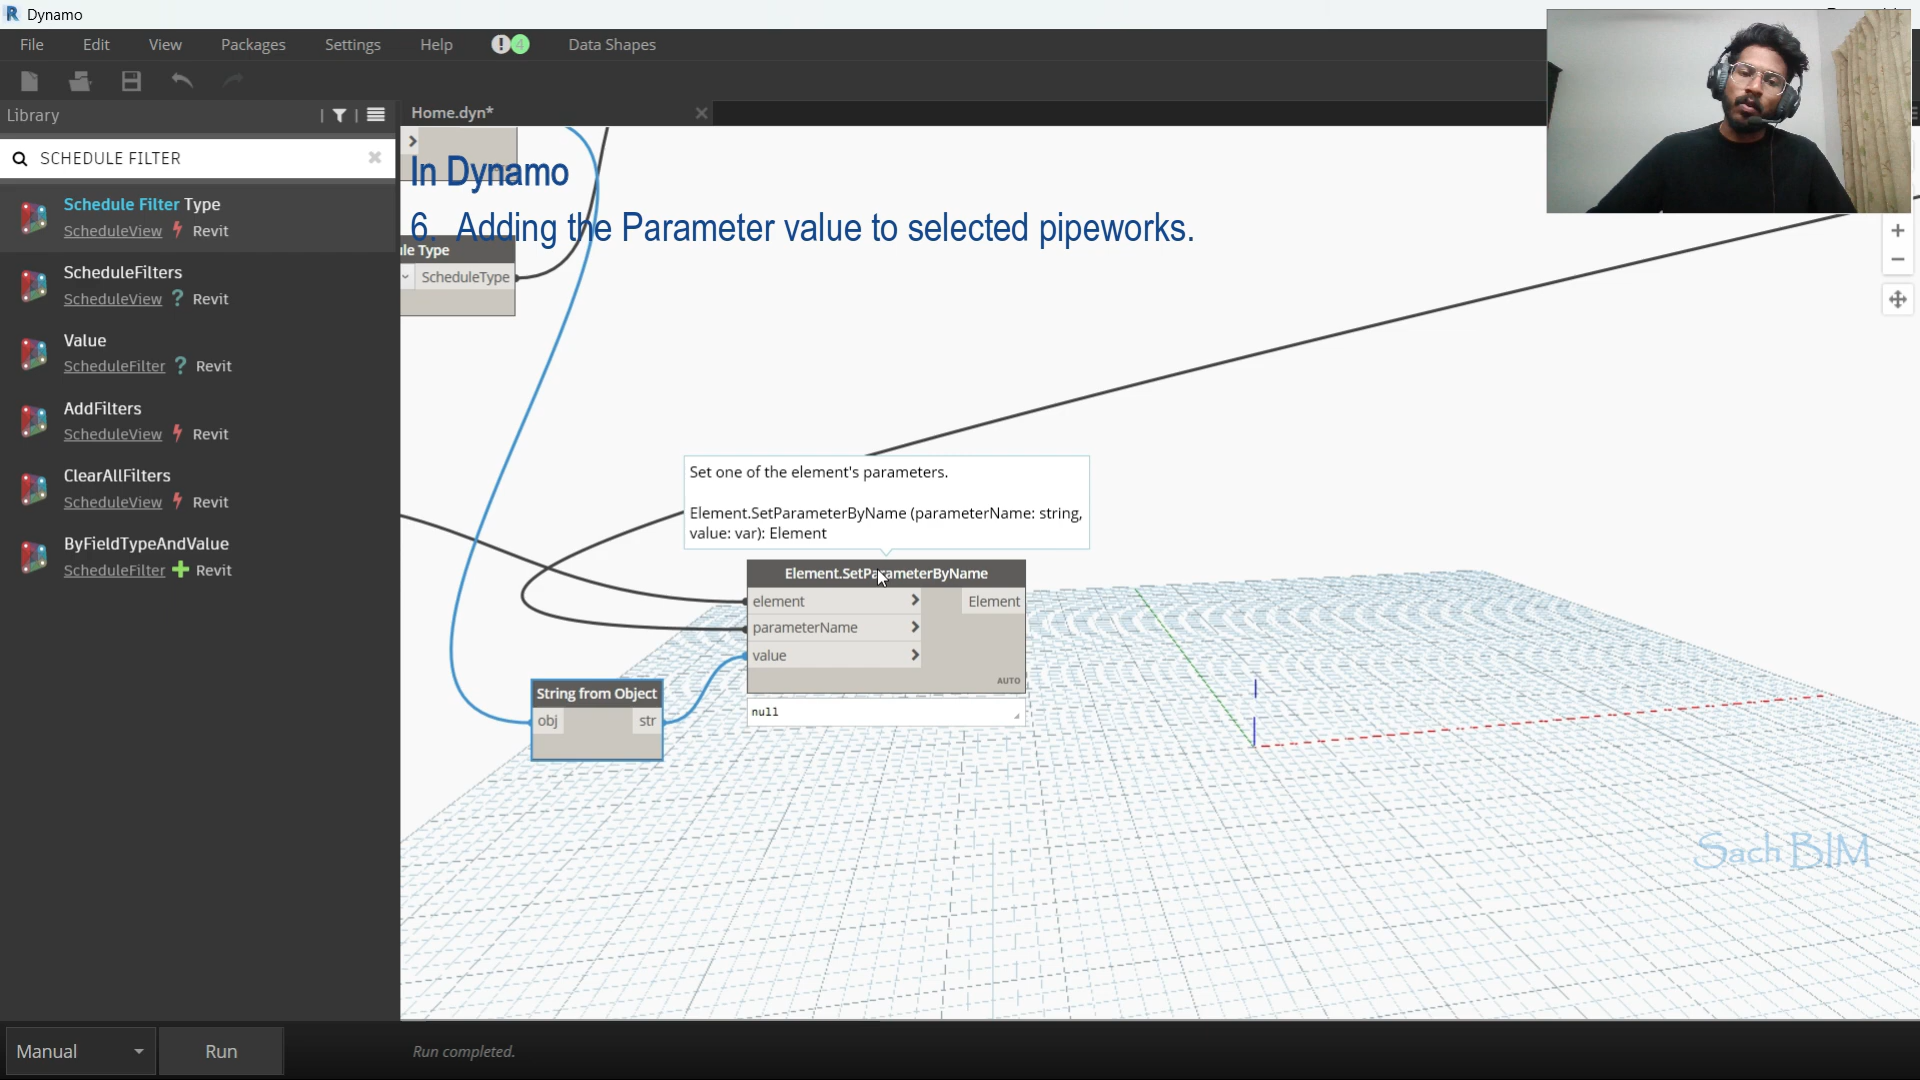 Dynamo
File
Edit
View
Packages
Settings
Help
Data Shapes
Library
Home.dyn*
SCHEDULE FILTER
Schedule Filter Type
ScheduleView Revit
ScheduleFilters
ScheduleView ? Revit
Value
ScheduleFilter ? Revit
AddFilters
ScheduleView Revit
ClearAllFilters
ScheduleView Revit
ByFieldTypeAndValue
ScheduleFilter Revit
In Dynamo
6. Adding the Parameter value to selected pipeworks.
le Type
ScheduleType
Set one of the element's parameters.
Element.SetParameterByName (parameterName: string,
value: var): Element
Element.SetParameterByName
element
Element
parameterName
value
AUTO
null
String from Object
obj
str
Sach BIM
Manual
Run
Run completed.